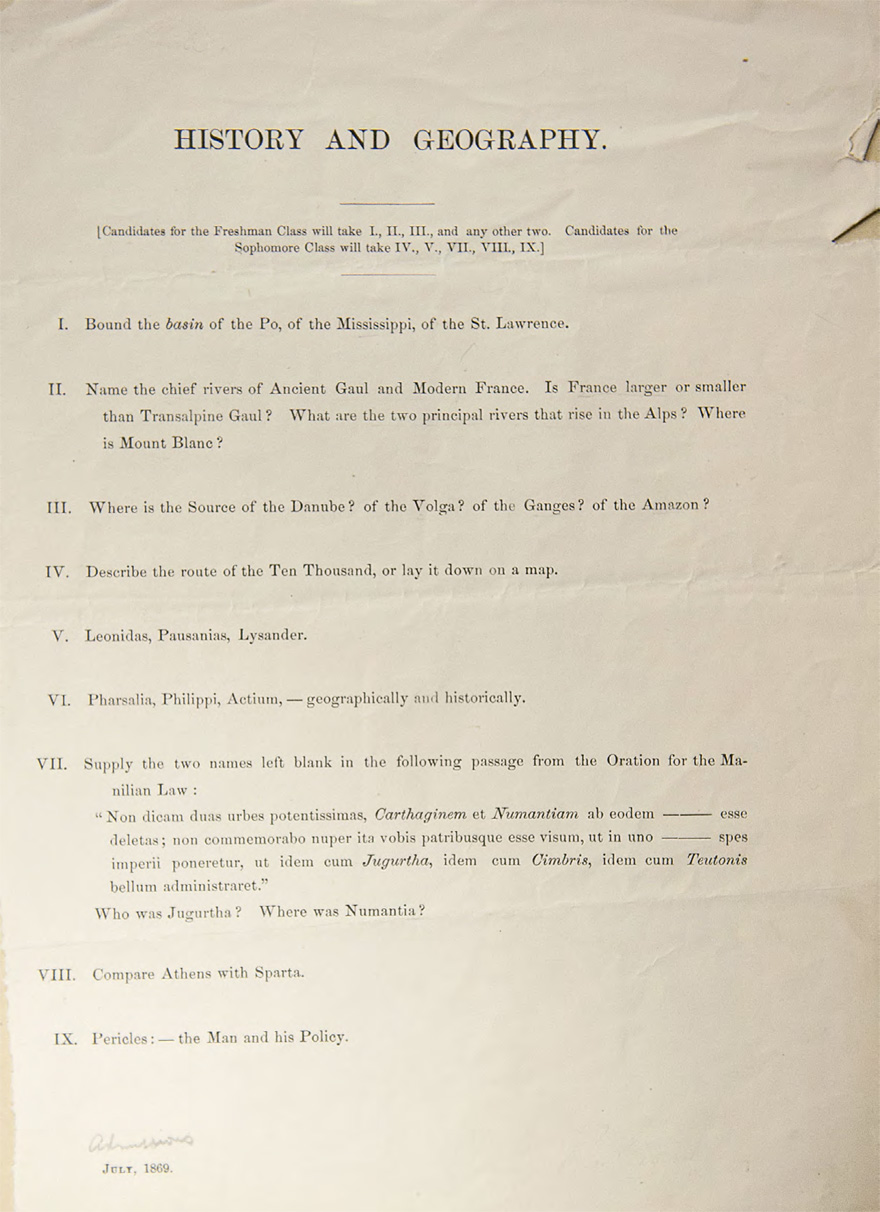 HISTORY AND GEOGRAPHY.
[Candidates for the Freshman Class will take I., II., III., and any other two. Candidates for the
Sophomore Class will take IV., V., VII., VIII., IX.]
I. Bound the basin of the Po, of the Mississippi, of the St. Lawrence.
II. Name the chief rivers of Ancient Gaul and Modern France. Is France larger or smaller
than Transalpine Gaul? What are the two principal rivers that rise in the Alps? Where
is Mount Blanc?
III. Where is the Source of the Danube? of the Volga? of the Ganges? of the Amazon?
IV. Describe the route of the Ten Thousand, or lay it down on a map.
V. Leonidas, Pausanias, Lysander.
VI. Pharsalia, Philippi, Actium, — geographically and historically.
VII. Supply the two names left blank in the following passage from the Oration for the Ma-
nilian Law :
“Non dicam duas urbes potentissimas, Carthaginem et Numantiam ab eodem ——— esse
deletas; non commemorabo nuper ita vobis patribusque esse visum, ut in uno ——— spes
imperii poneretur, ut idem cum Jugurtha, idem cum Cimbris, idem cum Teutonis
bellum administraret.”
Who was Jugurtha? Where was Numantia?
VIII. Compare Athens with Sparta.
IX. Pericles: — the Man and his Policy.
Admissions
JULY, 1869.